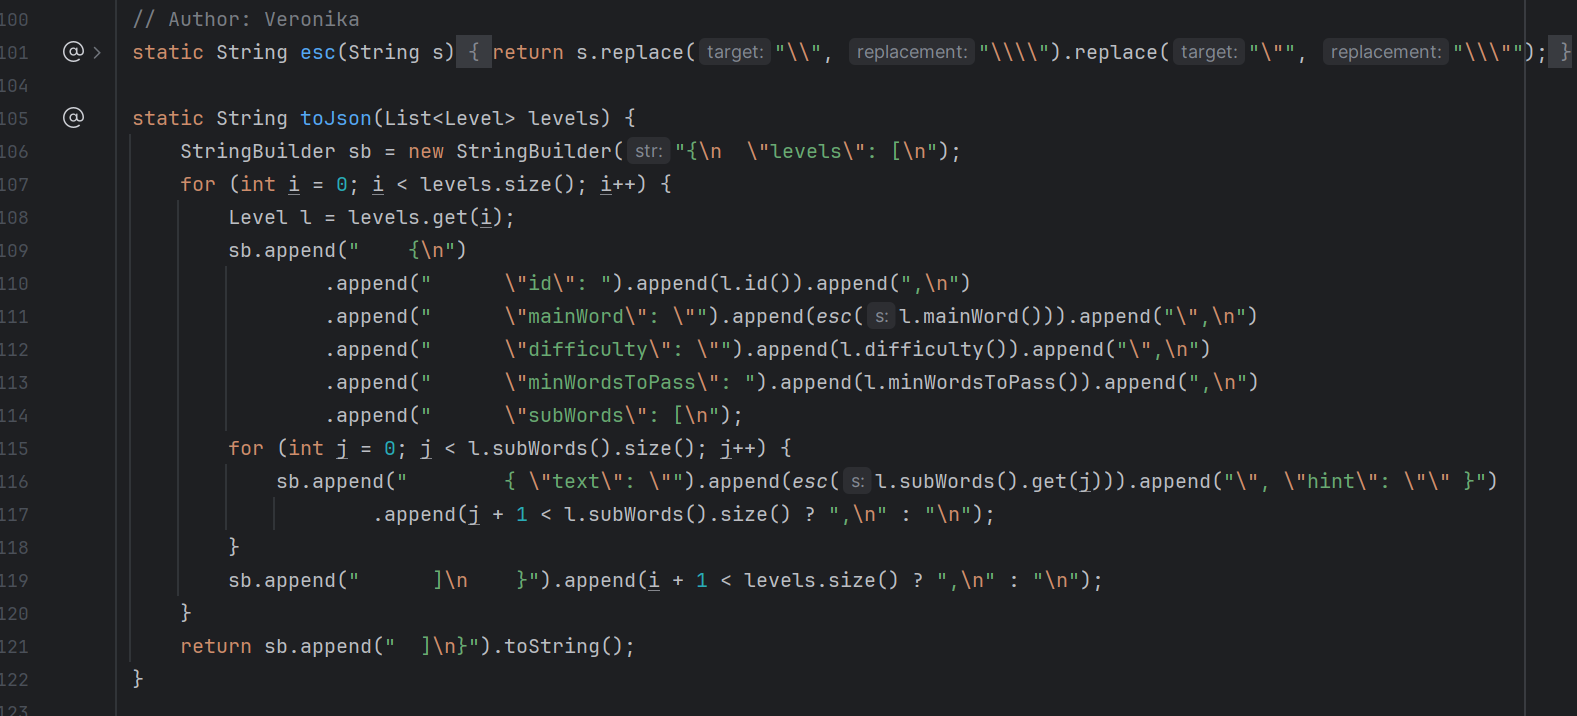 100 // Author: Veronika
101 static String esc(String s) { return s.replace( target: "\\", replacement: "\\\\").replace( target: "\"", replacement: "\\\""); }
104
105 static String toJson(List<Level> levels) {
106     StringBuilder sb = new StringBuilder( str: "{\n  \"levels\": [\n");
107     for (int i = 0; i < levels.size(); i++) {
108         Level l = levels.get(i);
109         sb.append("    {\n")
110                 .append("      \"id\": ").append(l.id()).append(",\n")
111                 .append("      \"mainWord\": \"").append(esc( s: l.mainWord())).append("\",\n")
112                 .append("      \"difficulty\": \"").append(l.difficulty()).append("\",\n")
113                 .append("      \"minWordsToPass\": ").append(l.minWordsToPass()).append(",\n")
114                 .append("      \"subWords\": [\n");
115         for (int j = 0; j < l.subWords().size(); j++) {
116             sb.append("        { \"text\": \"").append(esc( s: l.subWords().get(j))).append("\", \"hint\": \"\" }")
117                     .append(j + 1 < l.subWords().size() ? ",\n" : "\n");
118         }
119         sb.append("      ]\n    }").append(i + 1 < levels.size() ? ",\n" : "\n");
120     }
121     return sb.append("  ]\n}").toString();
122 }
123